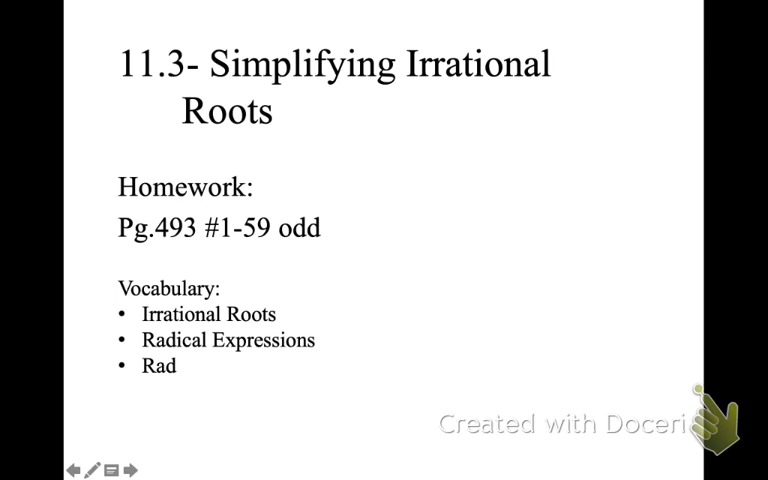 11.3- Simplifying Irrational
Roots
Homework:
Pg.493 #1-59 odd
Vocabulary:
• Irrational Roots
• Radical Expressions
• Rad
Created with Doceri